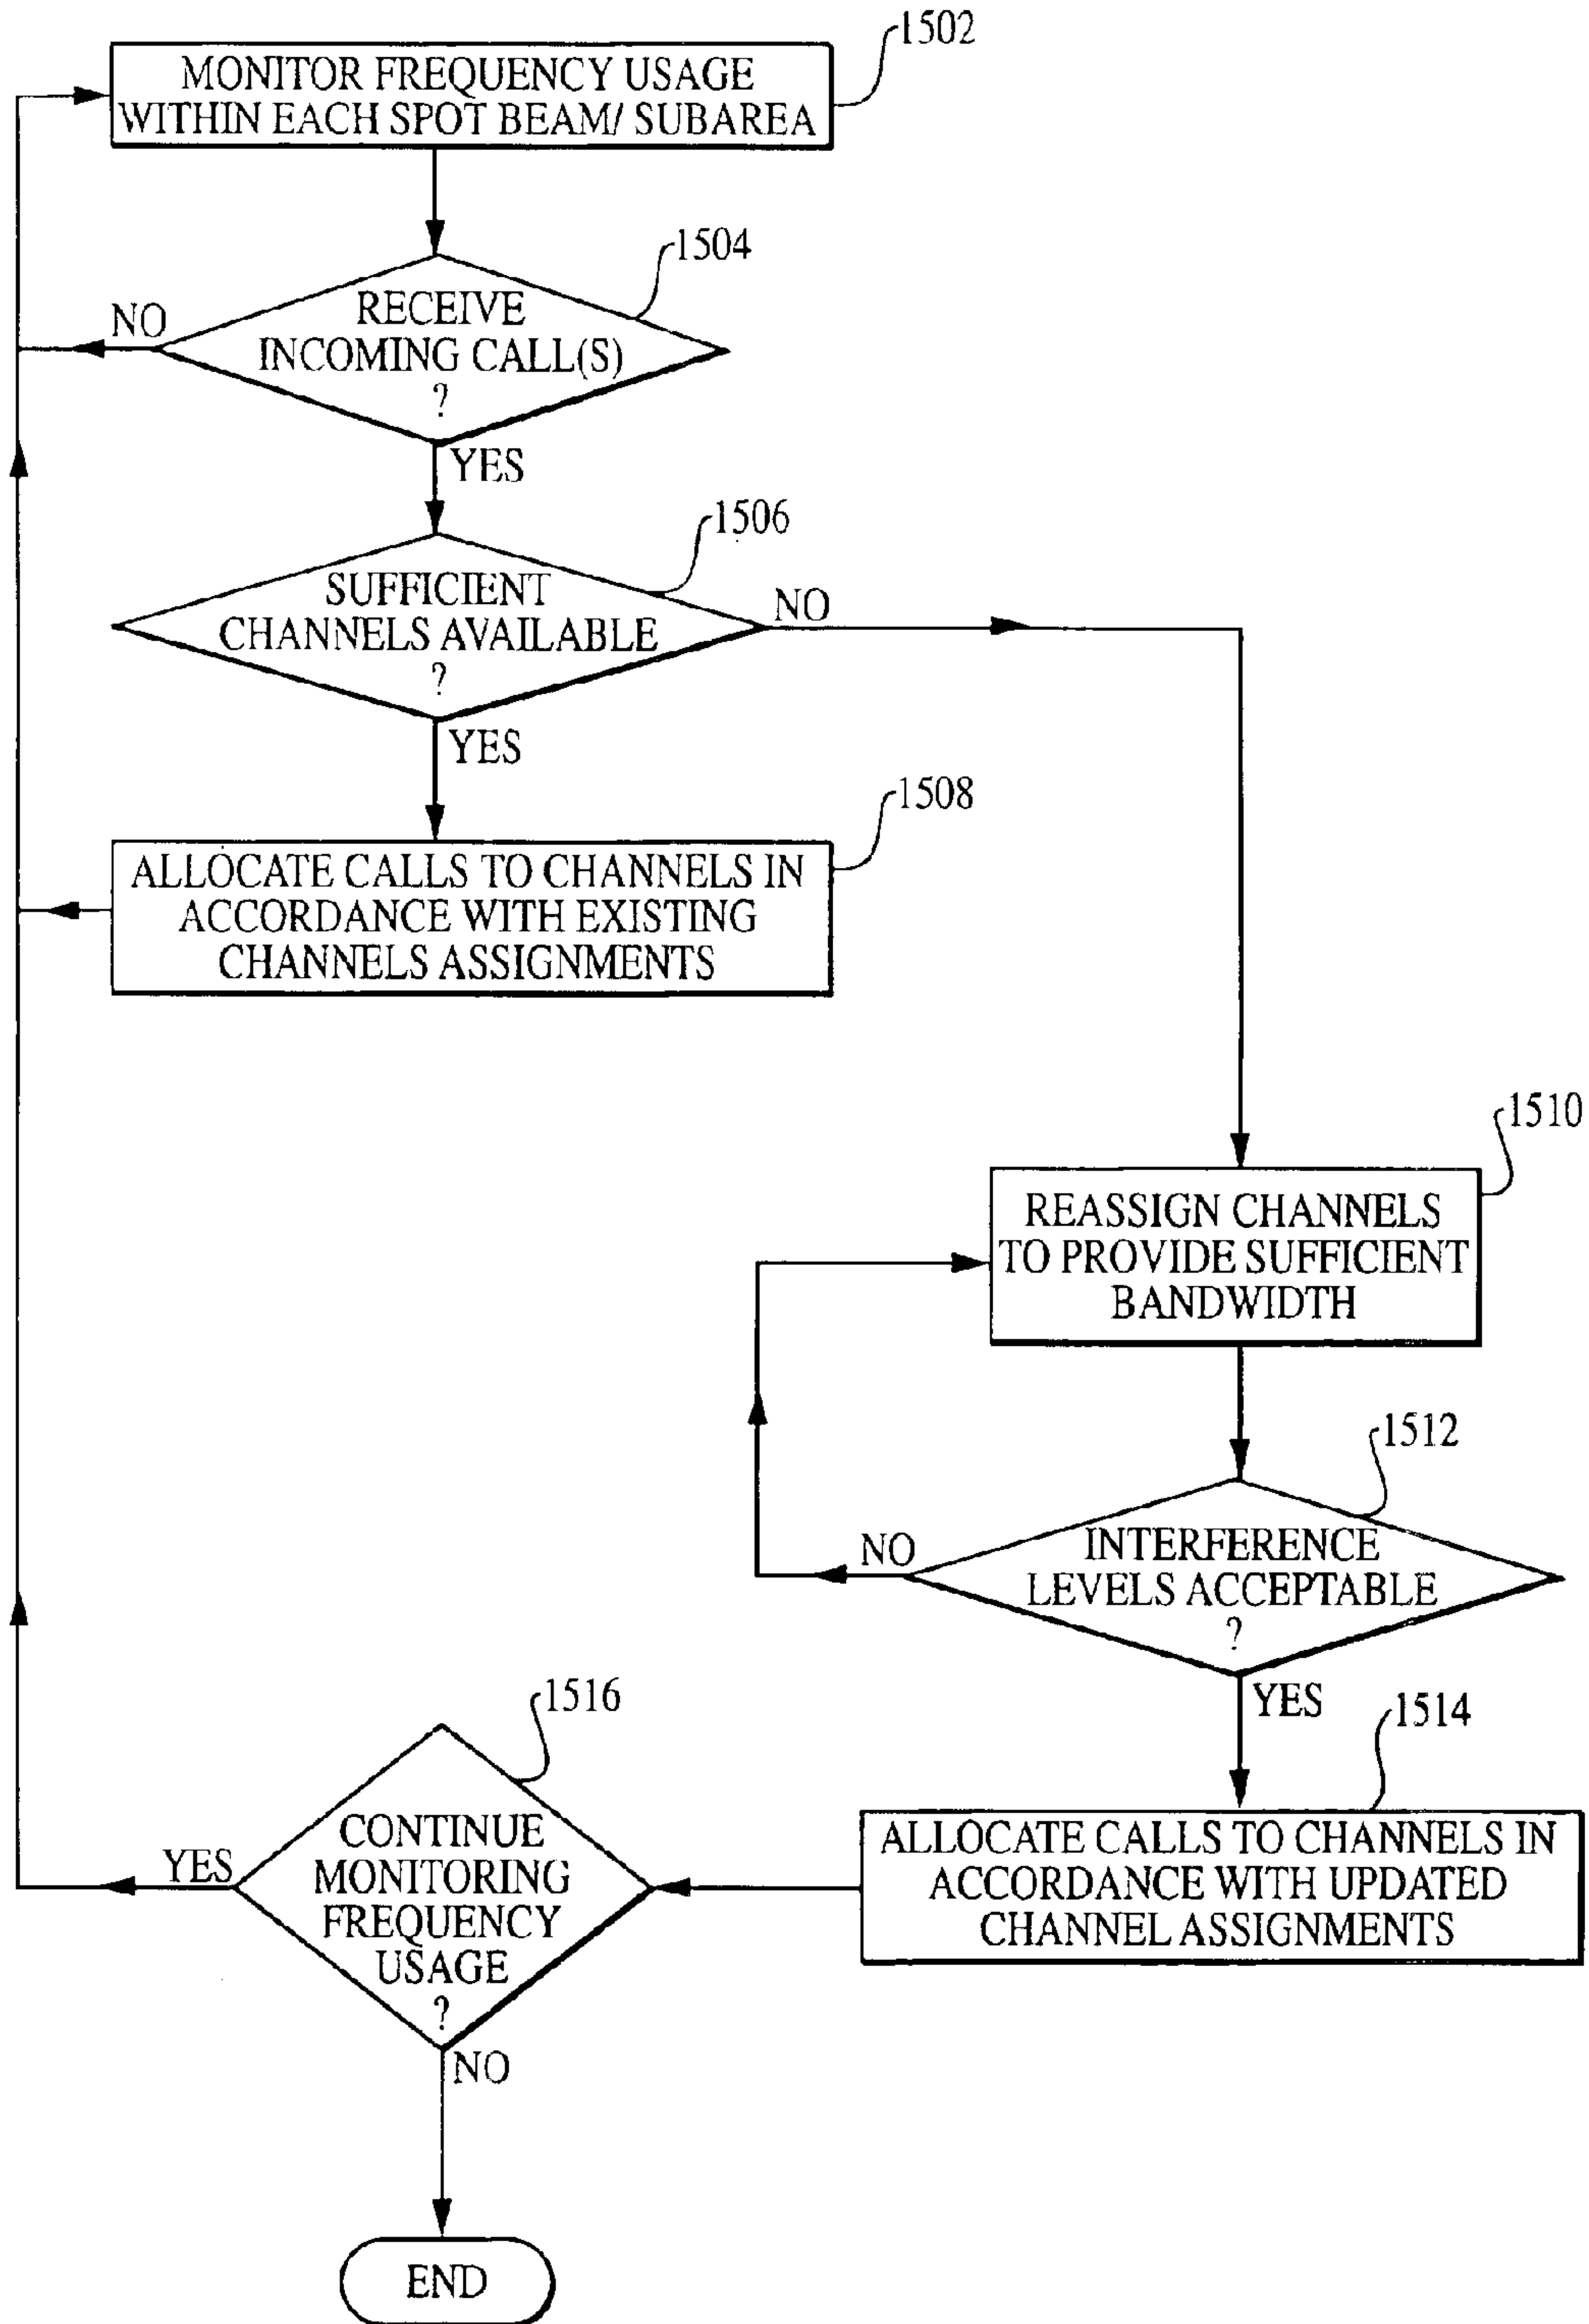 1502
MONITOR FREQUENCY USAGE
WITHIN EACH SPOT BEAM/ SUBAREA
1504
NO
RECEIVE
INCOMING CALL(S)
?
YES
1506
SUFFICIENT
CHANNELS AVAILABLE
?
NO
YES
1508
ALLOCATE CALLS TO CHANNELS IN
ACCORDANCE WITH EXISTING
CHANNELS ASSIGNMENTS
1510
REASSIGN CHANNELS
TO PROVIDE SUFFICIENT
BANDWIDTH
1512
NO
INTERFERENCE
LEVELS ACCEPTABLE
?
YES
1514
ALLOCATE CALLS TO CHANNELS IN
ACCORDANCE WITH UPDATED
CHANNEL ASSIGNMENTS
1516
YES
CONTINUE
MONITORING
FREQUENCY
USAGE
?
NO
END